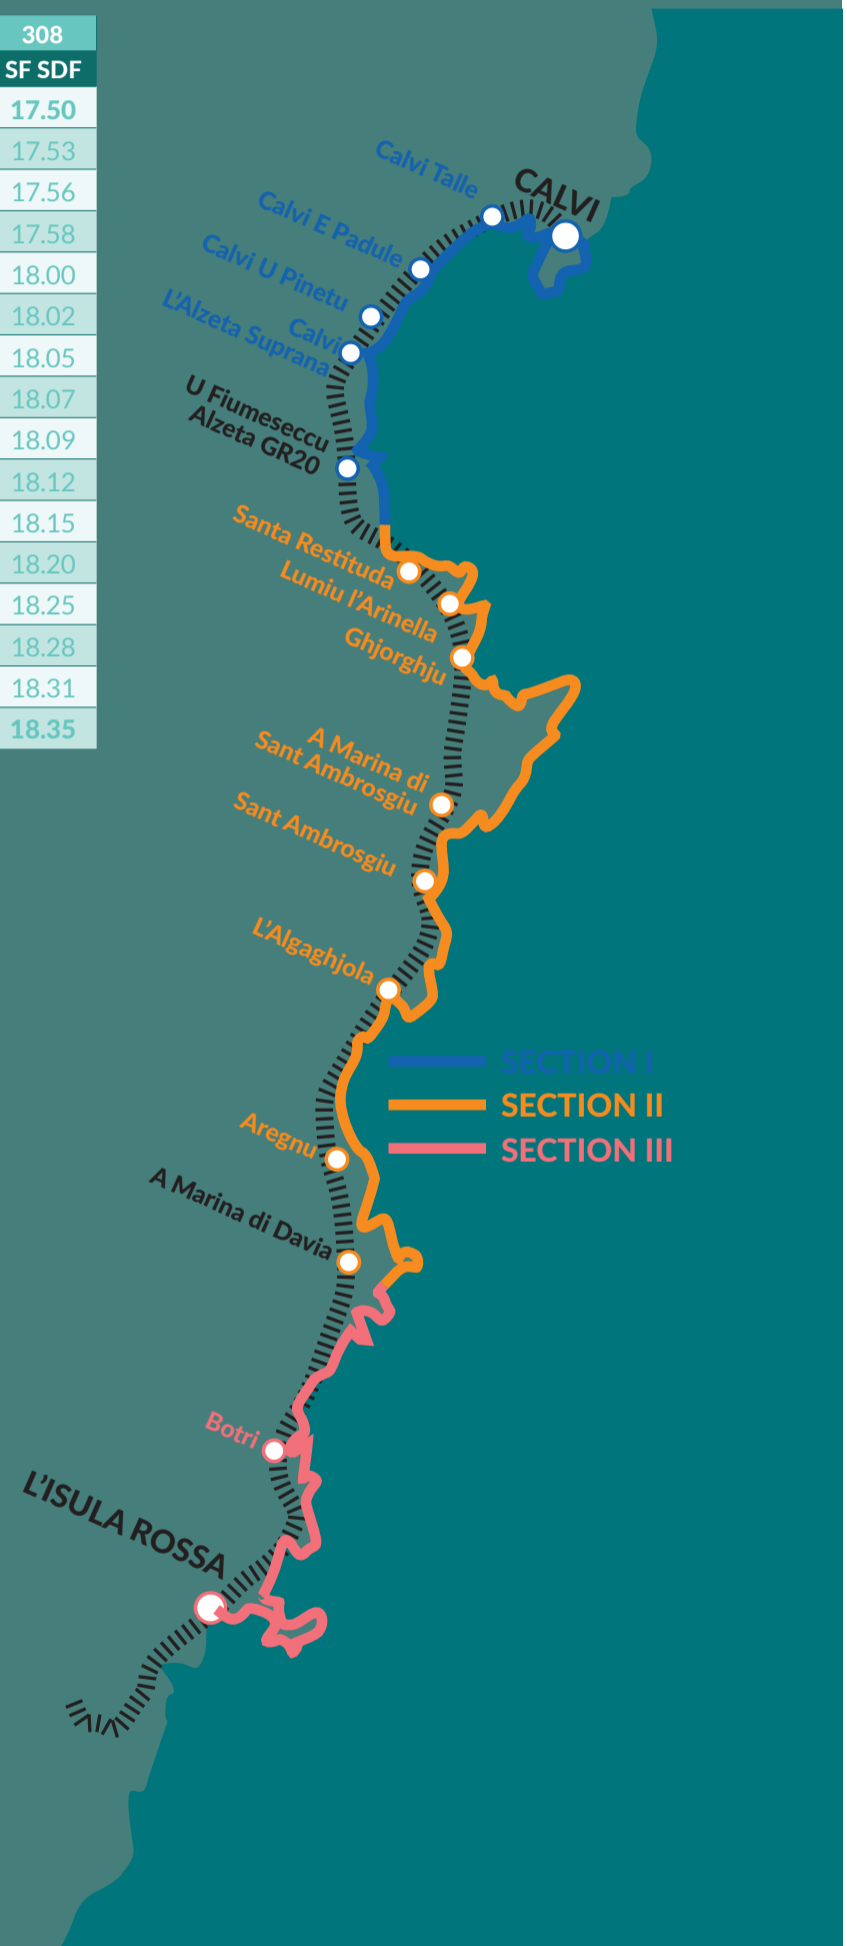 308
SF SDF
17.50
17.53
17.56
17.58
18.00
18.02
18.05
18.07
18.09
18.12
18.15
18.20
18.25
18.28
18.31
18.35
CALVI
Calvi Talle
Calvi E Padule
Calvi U Pinetu
Calvi
L'Alzeta Suprana
U Fiumeseccu
Alzeta GR20
Santa Restituda
Lumiu l'Arinella
Ghjorghju
A Marina di
Sant Ambrosgiu
Sant Ambrosgiu
L'Algaghjola
SECTION I
SECTION II
SECTION III
Aregnu
A Marina di Davia
Botri
L'ISULA ROSSA